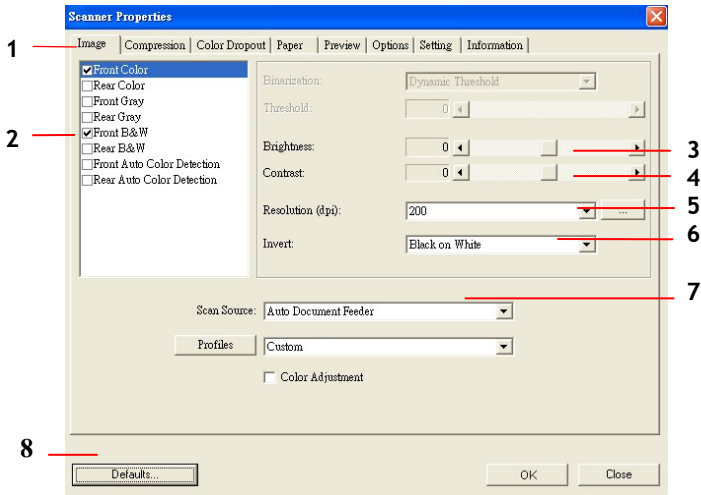 Scanner Properties
1
Image Compression Color Dropout Paper Preview Options Setting Information
Front Color
Rear Color
Front Gray
Rear Gray
2
Front B&W
Rear B&W
Front Auto Color Detection
Rear Auto Color Detection
Binarization: Dynamic Threshold
Threshold: 0
Brightness: 0
3
Contrast: 0
4
Resolution (dpi): 200 ...
5
Invert: Black on White
6
7
Scan Source: Auto Document Feeder
Profiles Custom
Color Adjustment
8
Defaults... OK Close